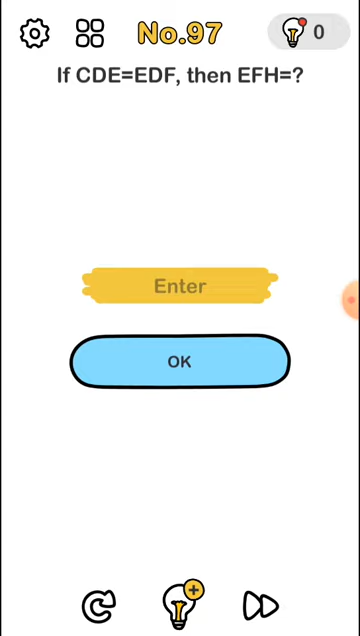 No.97
0
If CDE=EDF, then EFH=?
Enter
OK